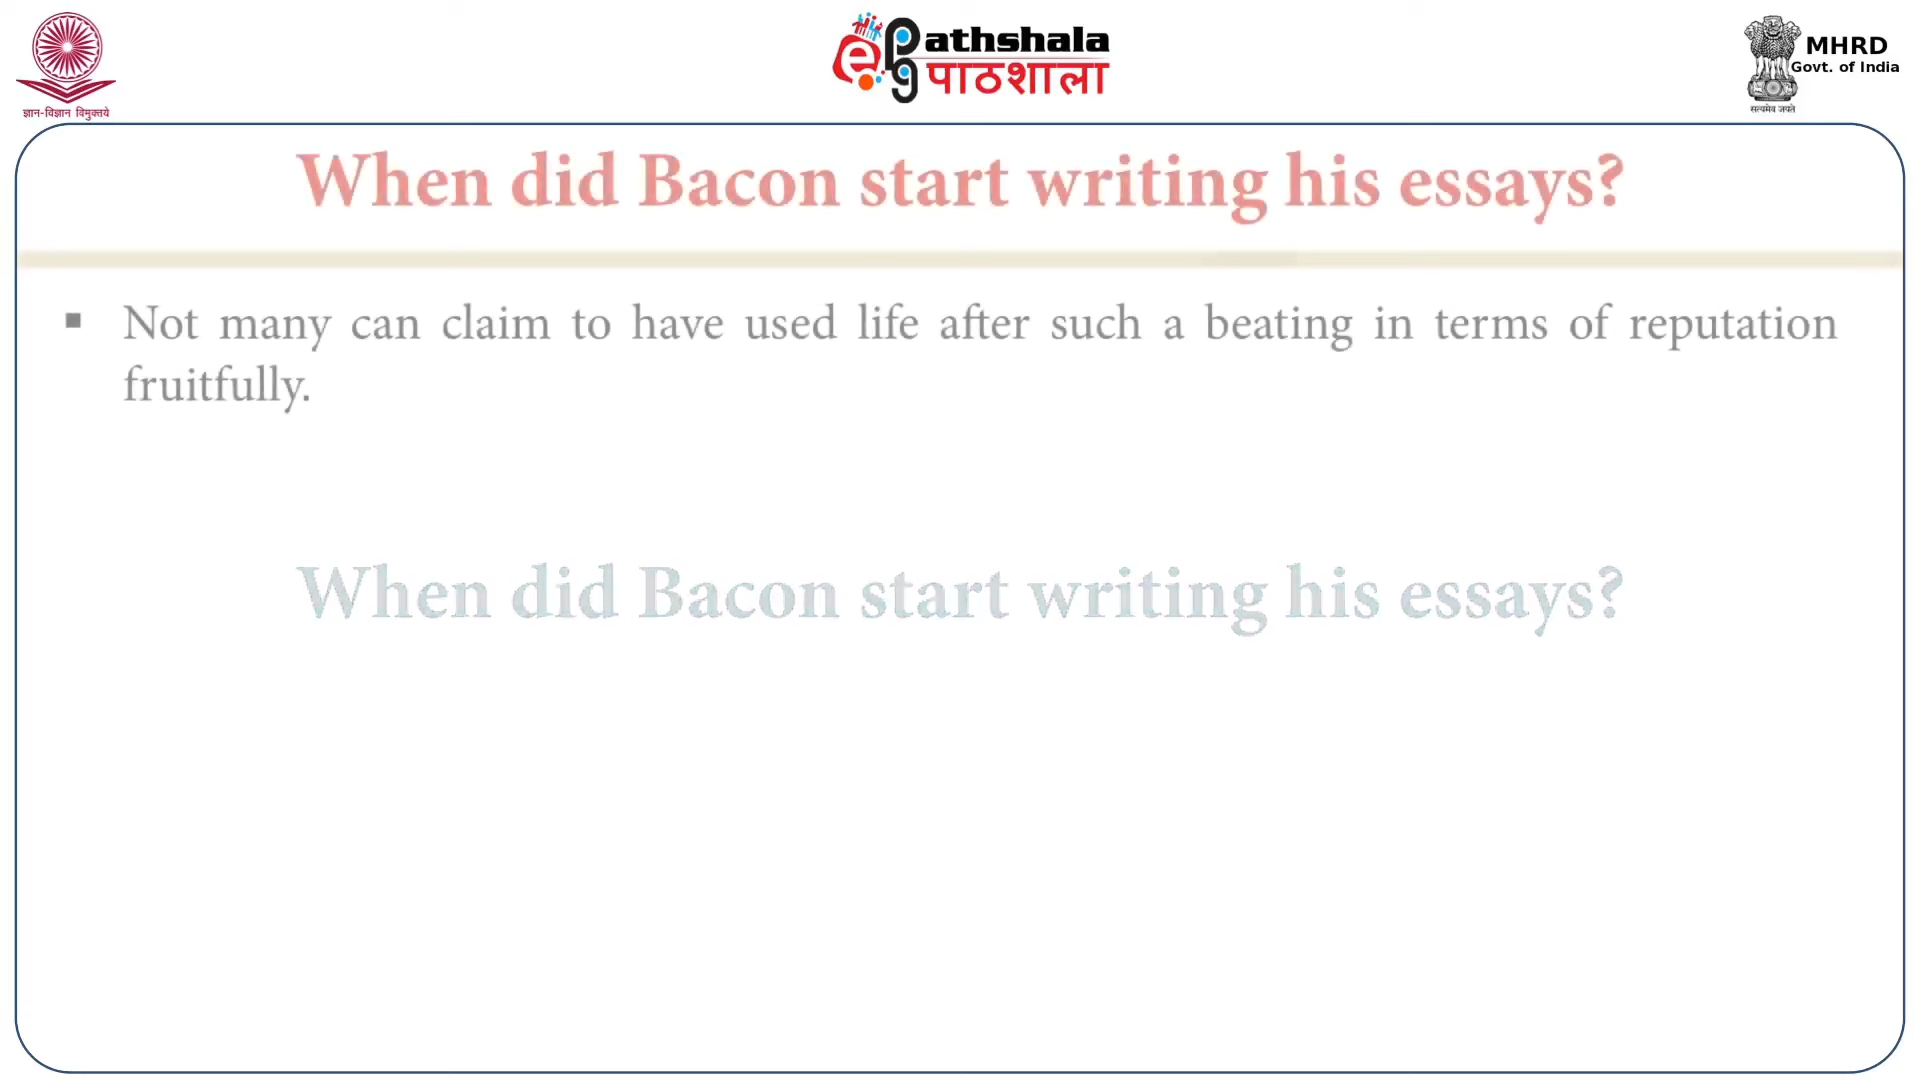 ज्ञान-विज्ञान विमुक्तये
ePG Pathshala
पाठशाला
MHRD
Govt. of India
सत्यमेव जयते
When did Bacon start writing his essays?
▪ Not many can claim to have used life after such a beating in terms of reputation
fruitfully.
When did Bacon start writing his essays?